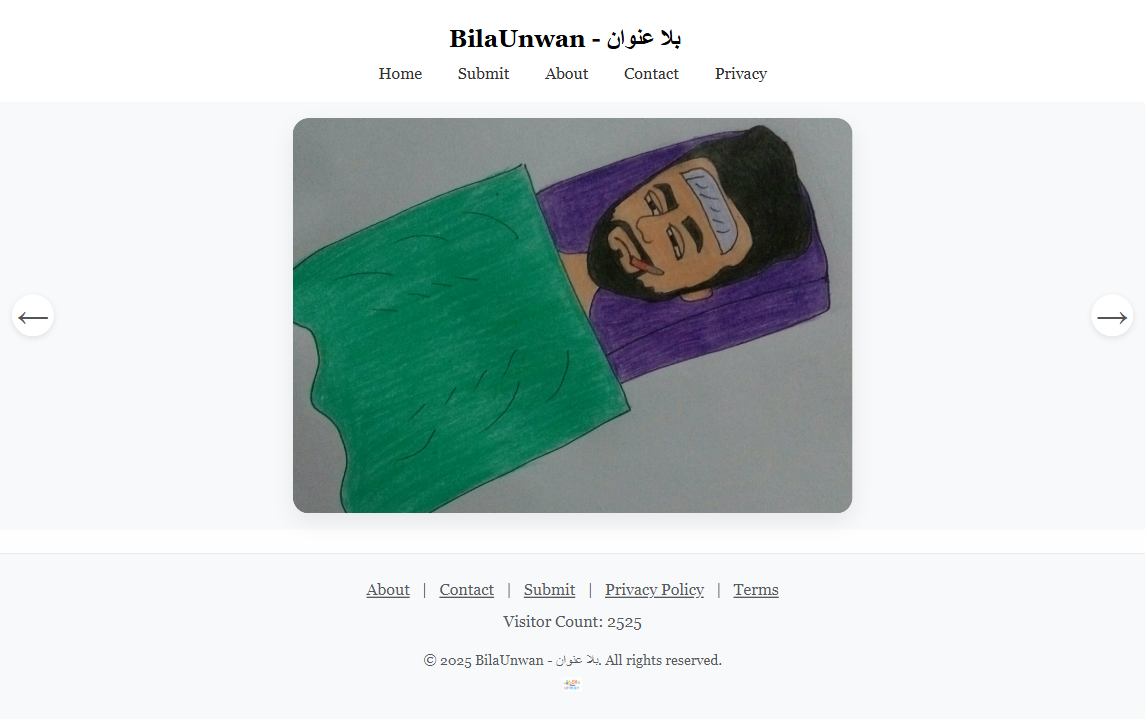 BilaUnwan - بلا عنوان
Home Submit About Contact Privacy
About | Contact | Submit | Privacy Policy | Terms
Visitor Count: 2525
© 2025 BilaUnwan - بلا عنوان. All rights reserved.